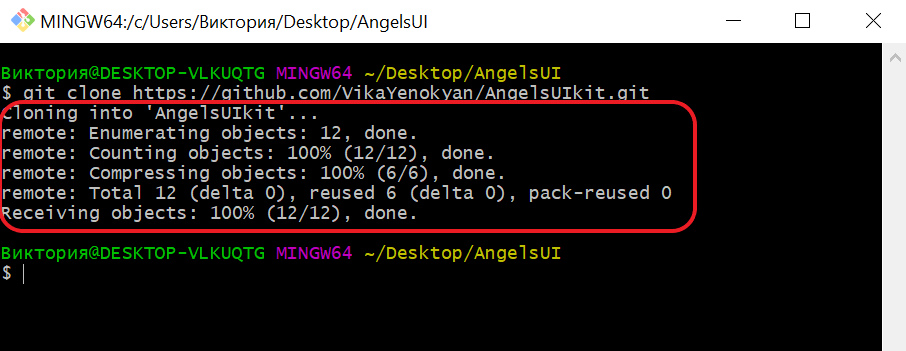 MINGW64:/c/Users/Виктория/Desktop/AngelsUI
Виктория@DESKTOP-VLKUQTG MINGW64 ~/Desktop/AngelsUI
$ git clone https://github.com/VikaYenokyan/AngelsUIkit.git
Cloning into 'AngelsUIkit'...
remote: Enumerating objects: 12, done.
remote: Counting objects: 100% (12/12), done.
remote: Compressing objects: 100% (6/6), done.
remote: Total 12 (delta 0), reused 6 (delta 0), pack-reused 0
Receiving objects: 100% (12/12), done.
Виктория@DESKTOP-VLKUQTG MINGW64 ~/Desktop/AngelsUI
$